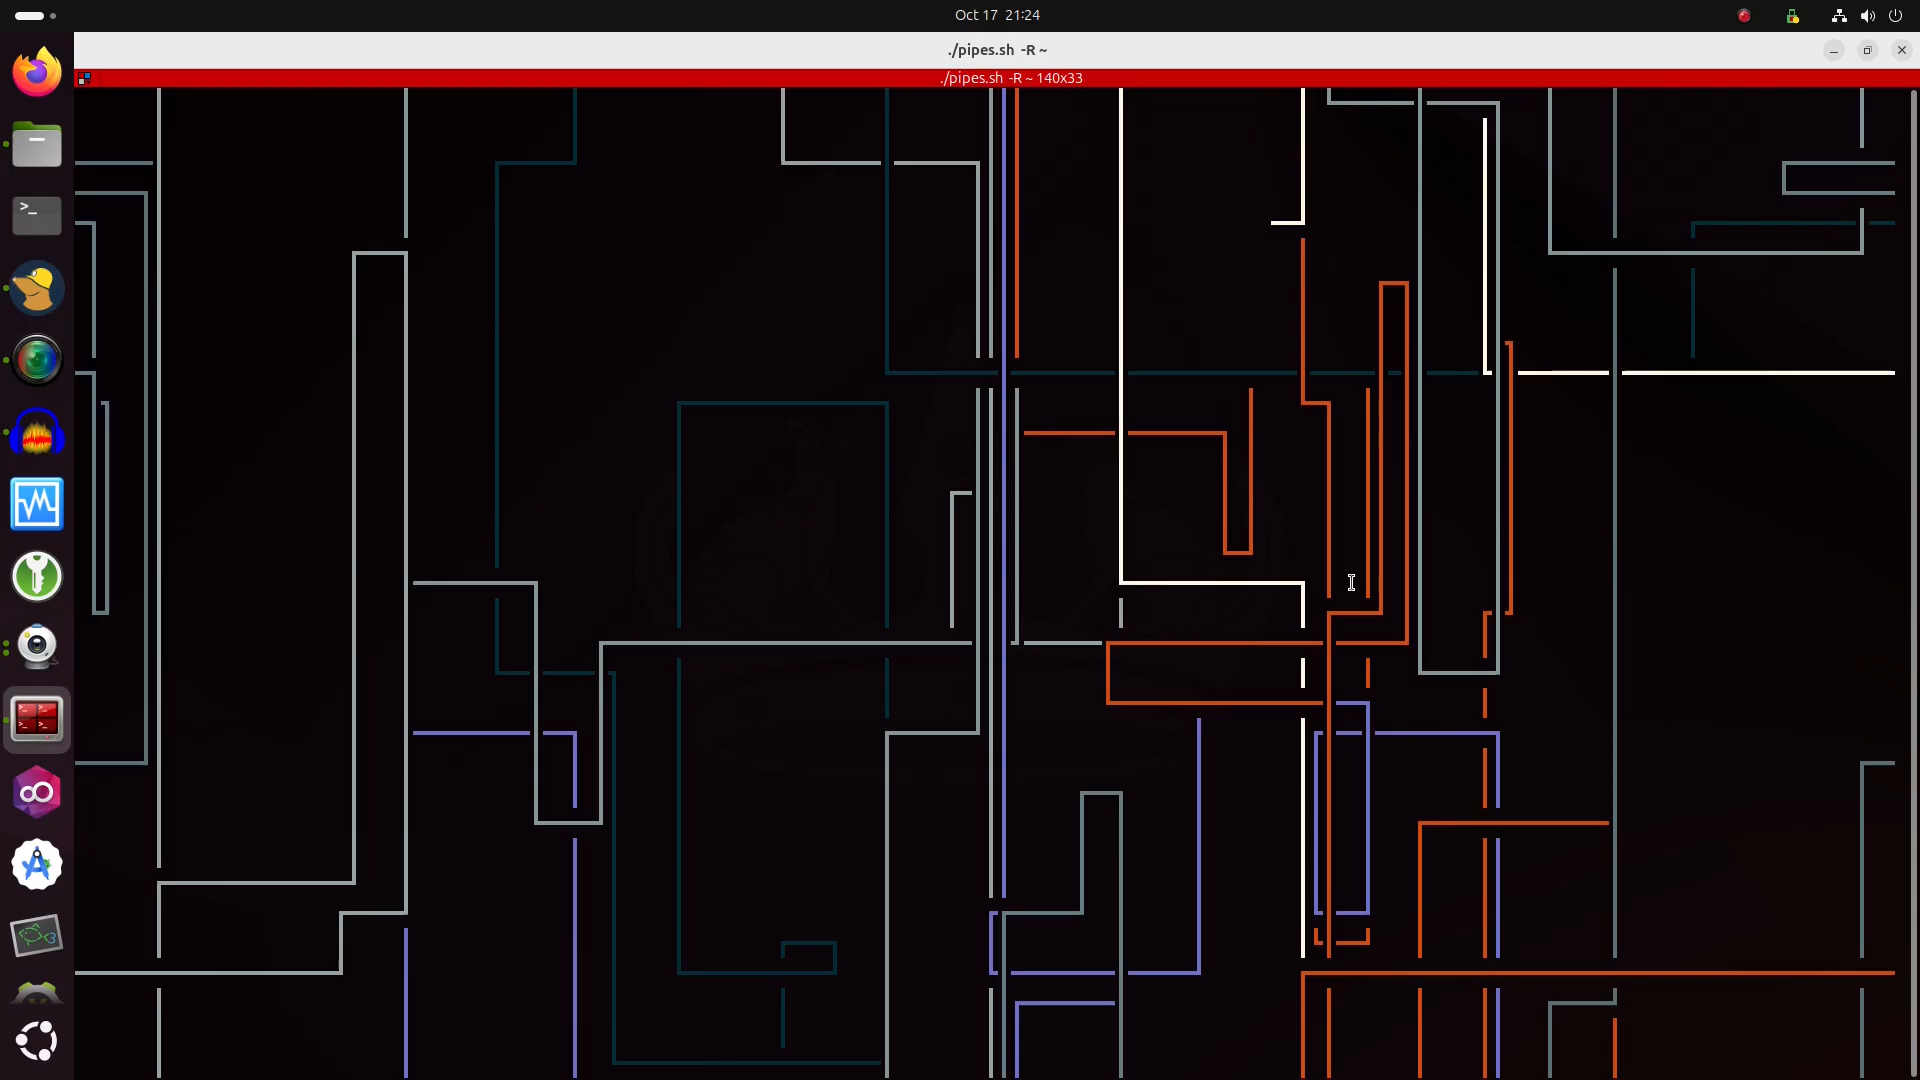 Oct 17 21:24
./pipes.sh -R ~
./pipes.sh -R ~ 140x33